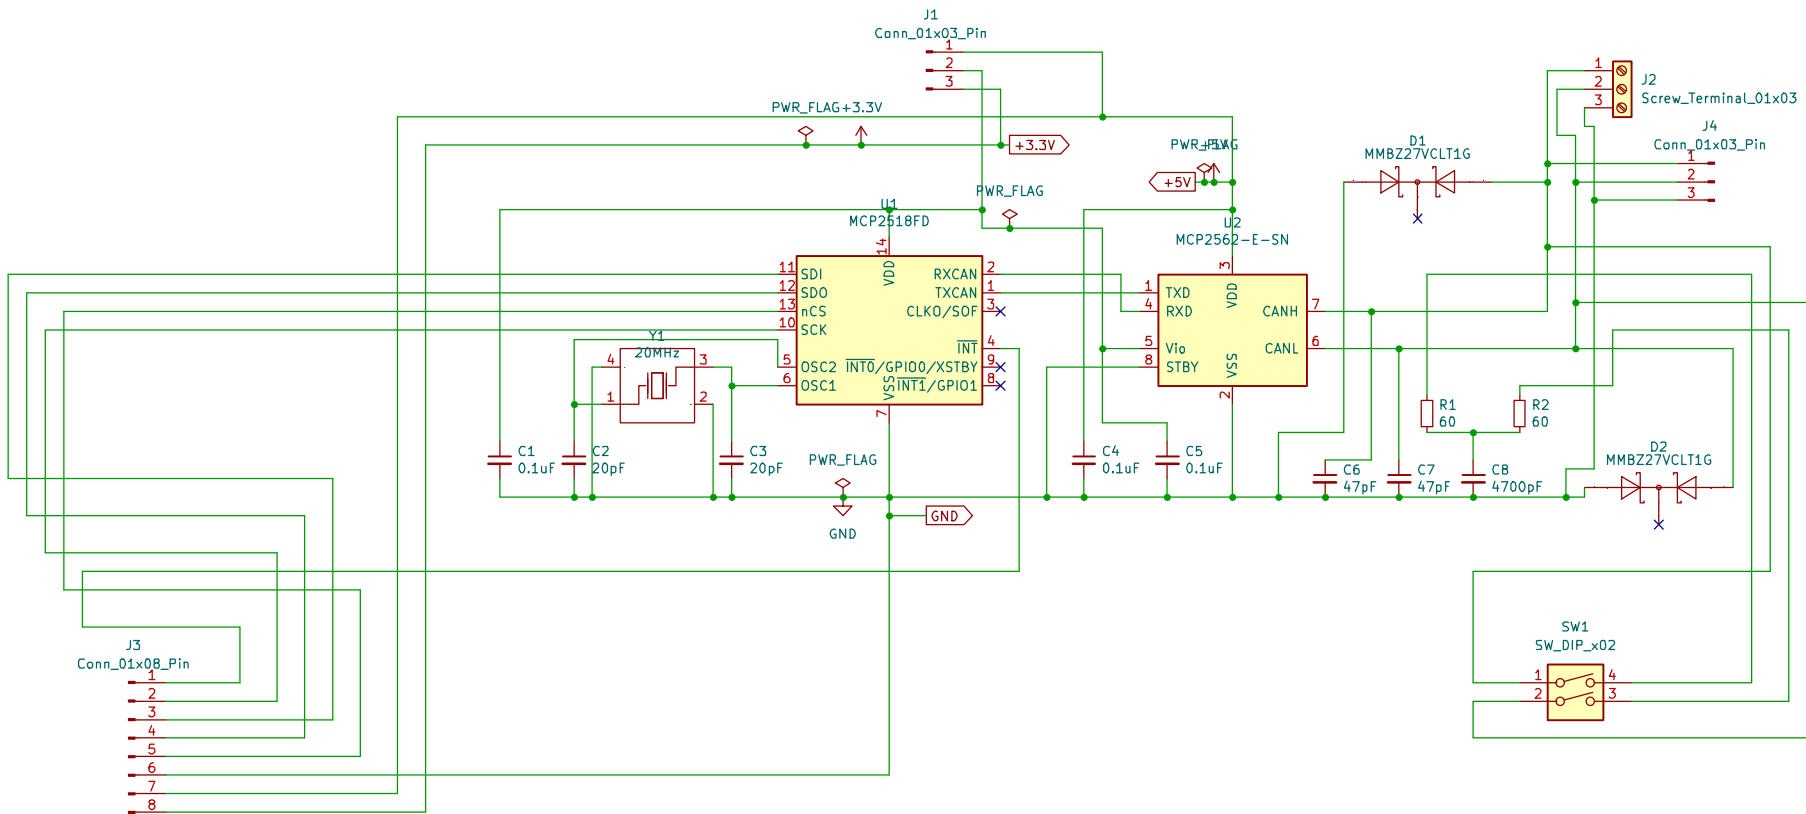 J1
Conn_01x03_Pin
1
2
3
PWR_FLAG
+3.3V
+3.3V
PWR_FLAG
+5V
+5V
PWR_FLAG
U1
MCP2518FD
14
VDD
11 SDI
12 SDO
13 nCS
10 SCK
5 OSC2
6 OSC1
RXCAN 2
TXCAN 1
CLKO/SOF 3
INT 4
INT0/GPIO0/XSTBY 9
INT1/GPIO1 8
VSS
7
Y1
20MHz
4
3
1
2
C1
0.1uF
C2
20pF
C3
20pF
PWR_FLAG
GND
GND
U2
MCP2562-E-SN
3
VDD
1 TXD
4 RXD
5 Vio
8 STBY
CANH 7
CANL 6
VSS
2
C4
0.1uF
C5
0.1uF
D1
MMBZ27VCLT1G
1
2
3
J2
Screw_Terminal_01x03
J4
Conn_01x03_Pin
1
2
3
R1
60
R2
60
C6
47pF
C7
47pF
C8
4700pF
D2
MMBZ27VCLT1G
SW1
SW_DIP_x02
1
4
2
3
J3
Conn_01x08_Pin
1
2
3
4
5
6
7
8